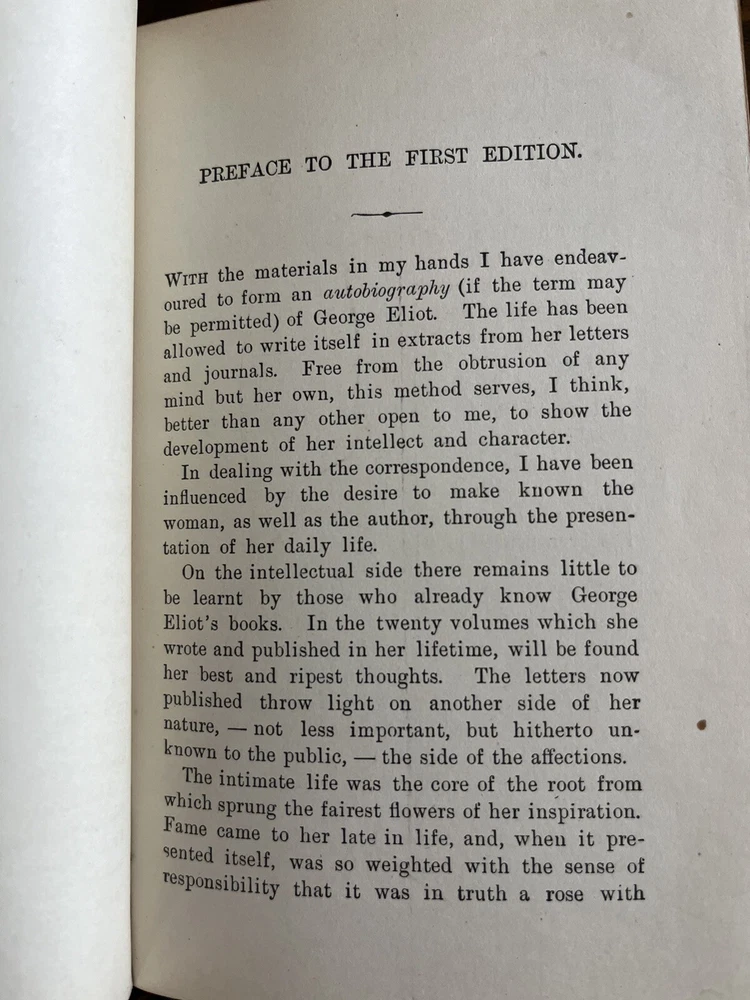 PREFACE TO THE FIRST EDITION.
WITH the materials in my hands I have endeav-
oured to form an autobiography (if the term may
be permitted) of George Eliot. The life has been
allowed to write itself in extracts from her letters
and journals. Free from the obtrusion of any
mind but her own, this method serves, I think,
better than any other open to me, to show the
development of her intellect and character.
In dealing with the correspondence, I have been
influenced by the desire to make known the
woman, as well as the author, through the presen-
tation of her daily life.
On the intellectual side there remains little to
be learnt by those who already know George
Eliot's books. In the twenty volumes which she
wrote and published in her lifetime, will be found
her best and ripest thoughts. The letters now
published throw light on another side of her
nature, — not less important, but hitherto un-
known to the public, — the side of the affections.
The intimate life was the core of the root from
which sprung the fairest flowers of her inspiration.
Fame came to her late in life, and, when it pre-
sented itself, was so weighted with the sense of
responsibility that it was in truth a rose with